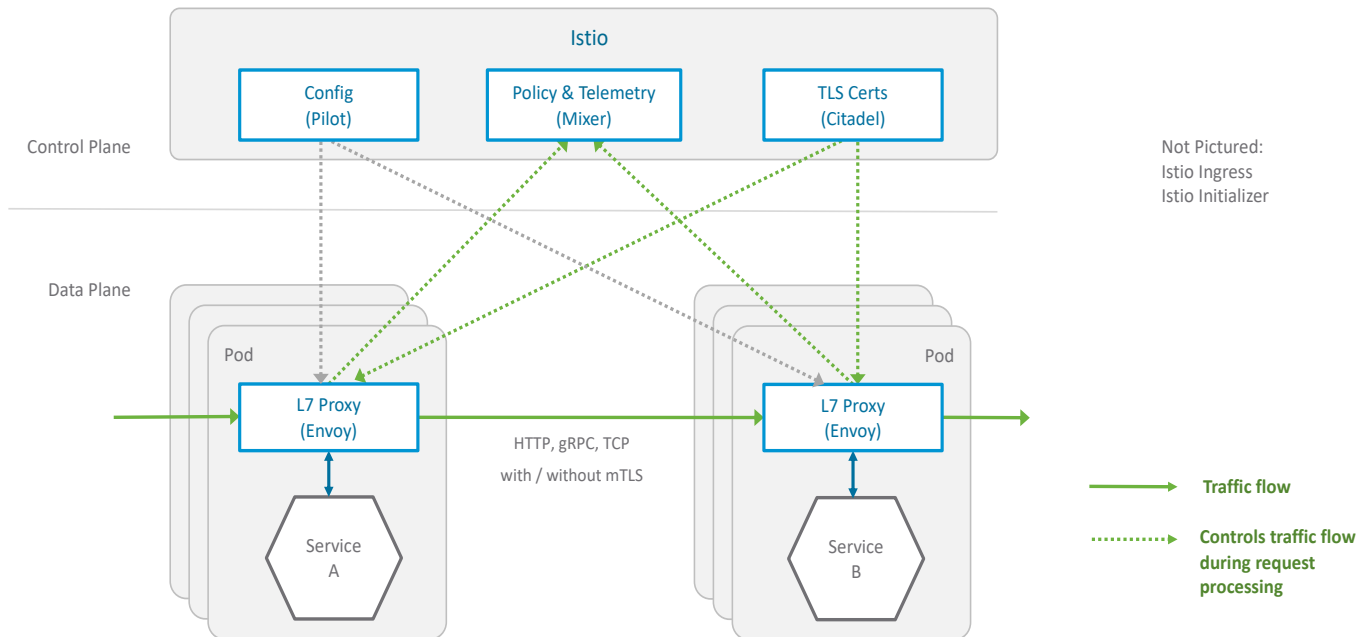 Istio
Config
(Pilot)
Policy & Telemetry
(Mixer)
TLS Certs
(Citadel)
Control Plane
Not Pictured:
Istio Ingress
Istio Initializer
Data Plane
Pod
Pod
L7 Proxy
(Envoy)
L7 Proxy
(Envoy)
HTTP, gRPC, TCP
with / without mTLS
Service
A
Service
B
Traffic flow
Controls traffic flow
during request
processing